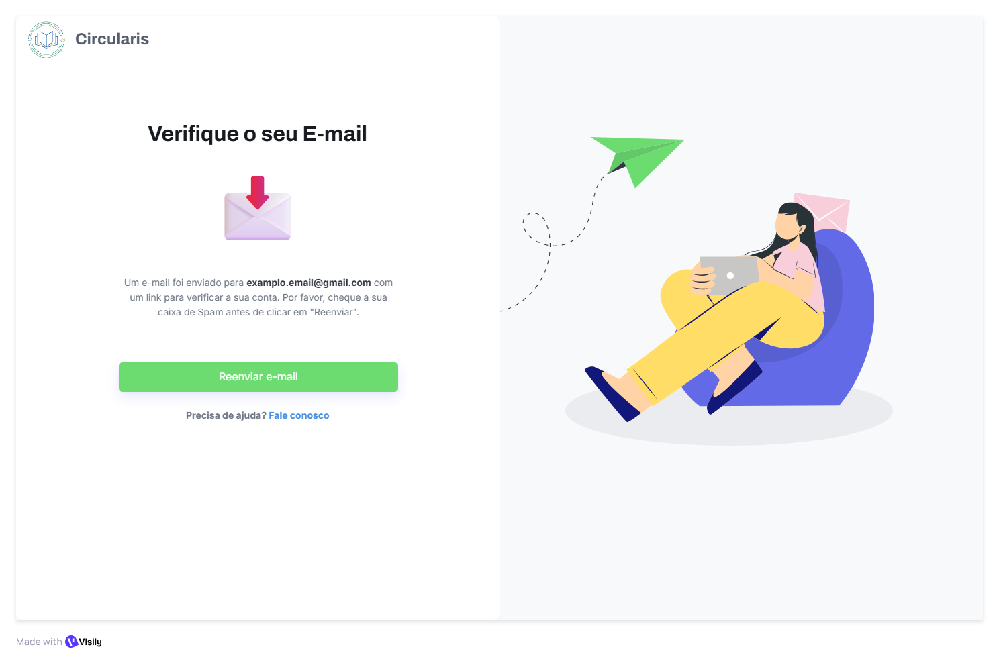 Circularis
Verifique o seu E-mail
Um e-mail foi enviado para examplo.email@gmail.com com
um link para verificar a sua conta. Por favor, cheque a sua
caixa de Spam antes de clicar em "Reenviar".
Reenviar e-mail
Precisa de ajuda? Fale conosco
Made with Visily